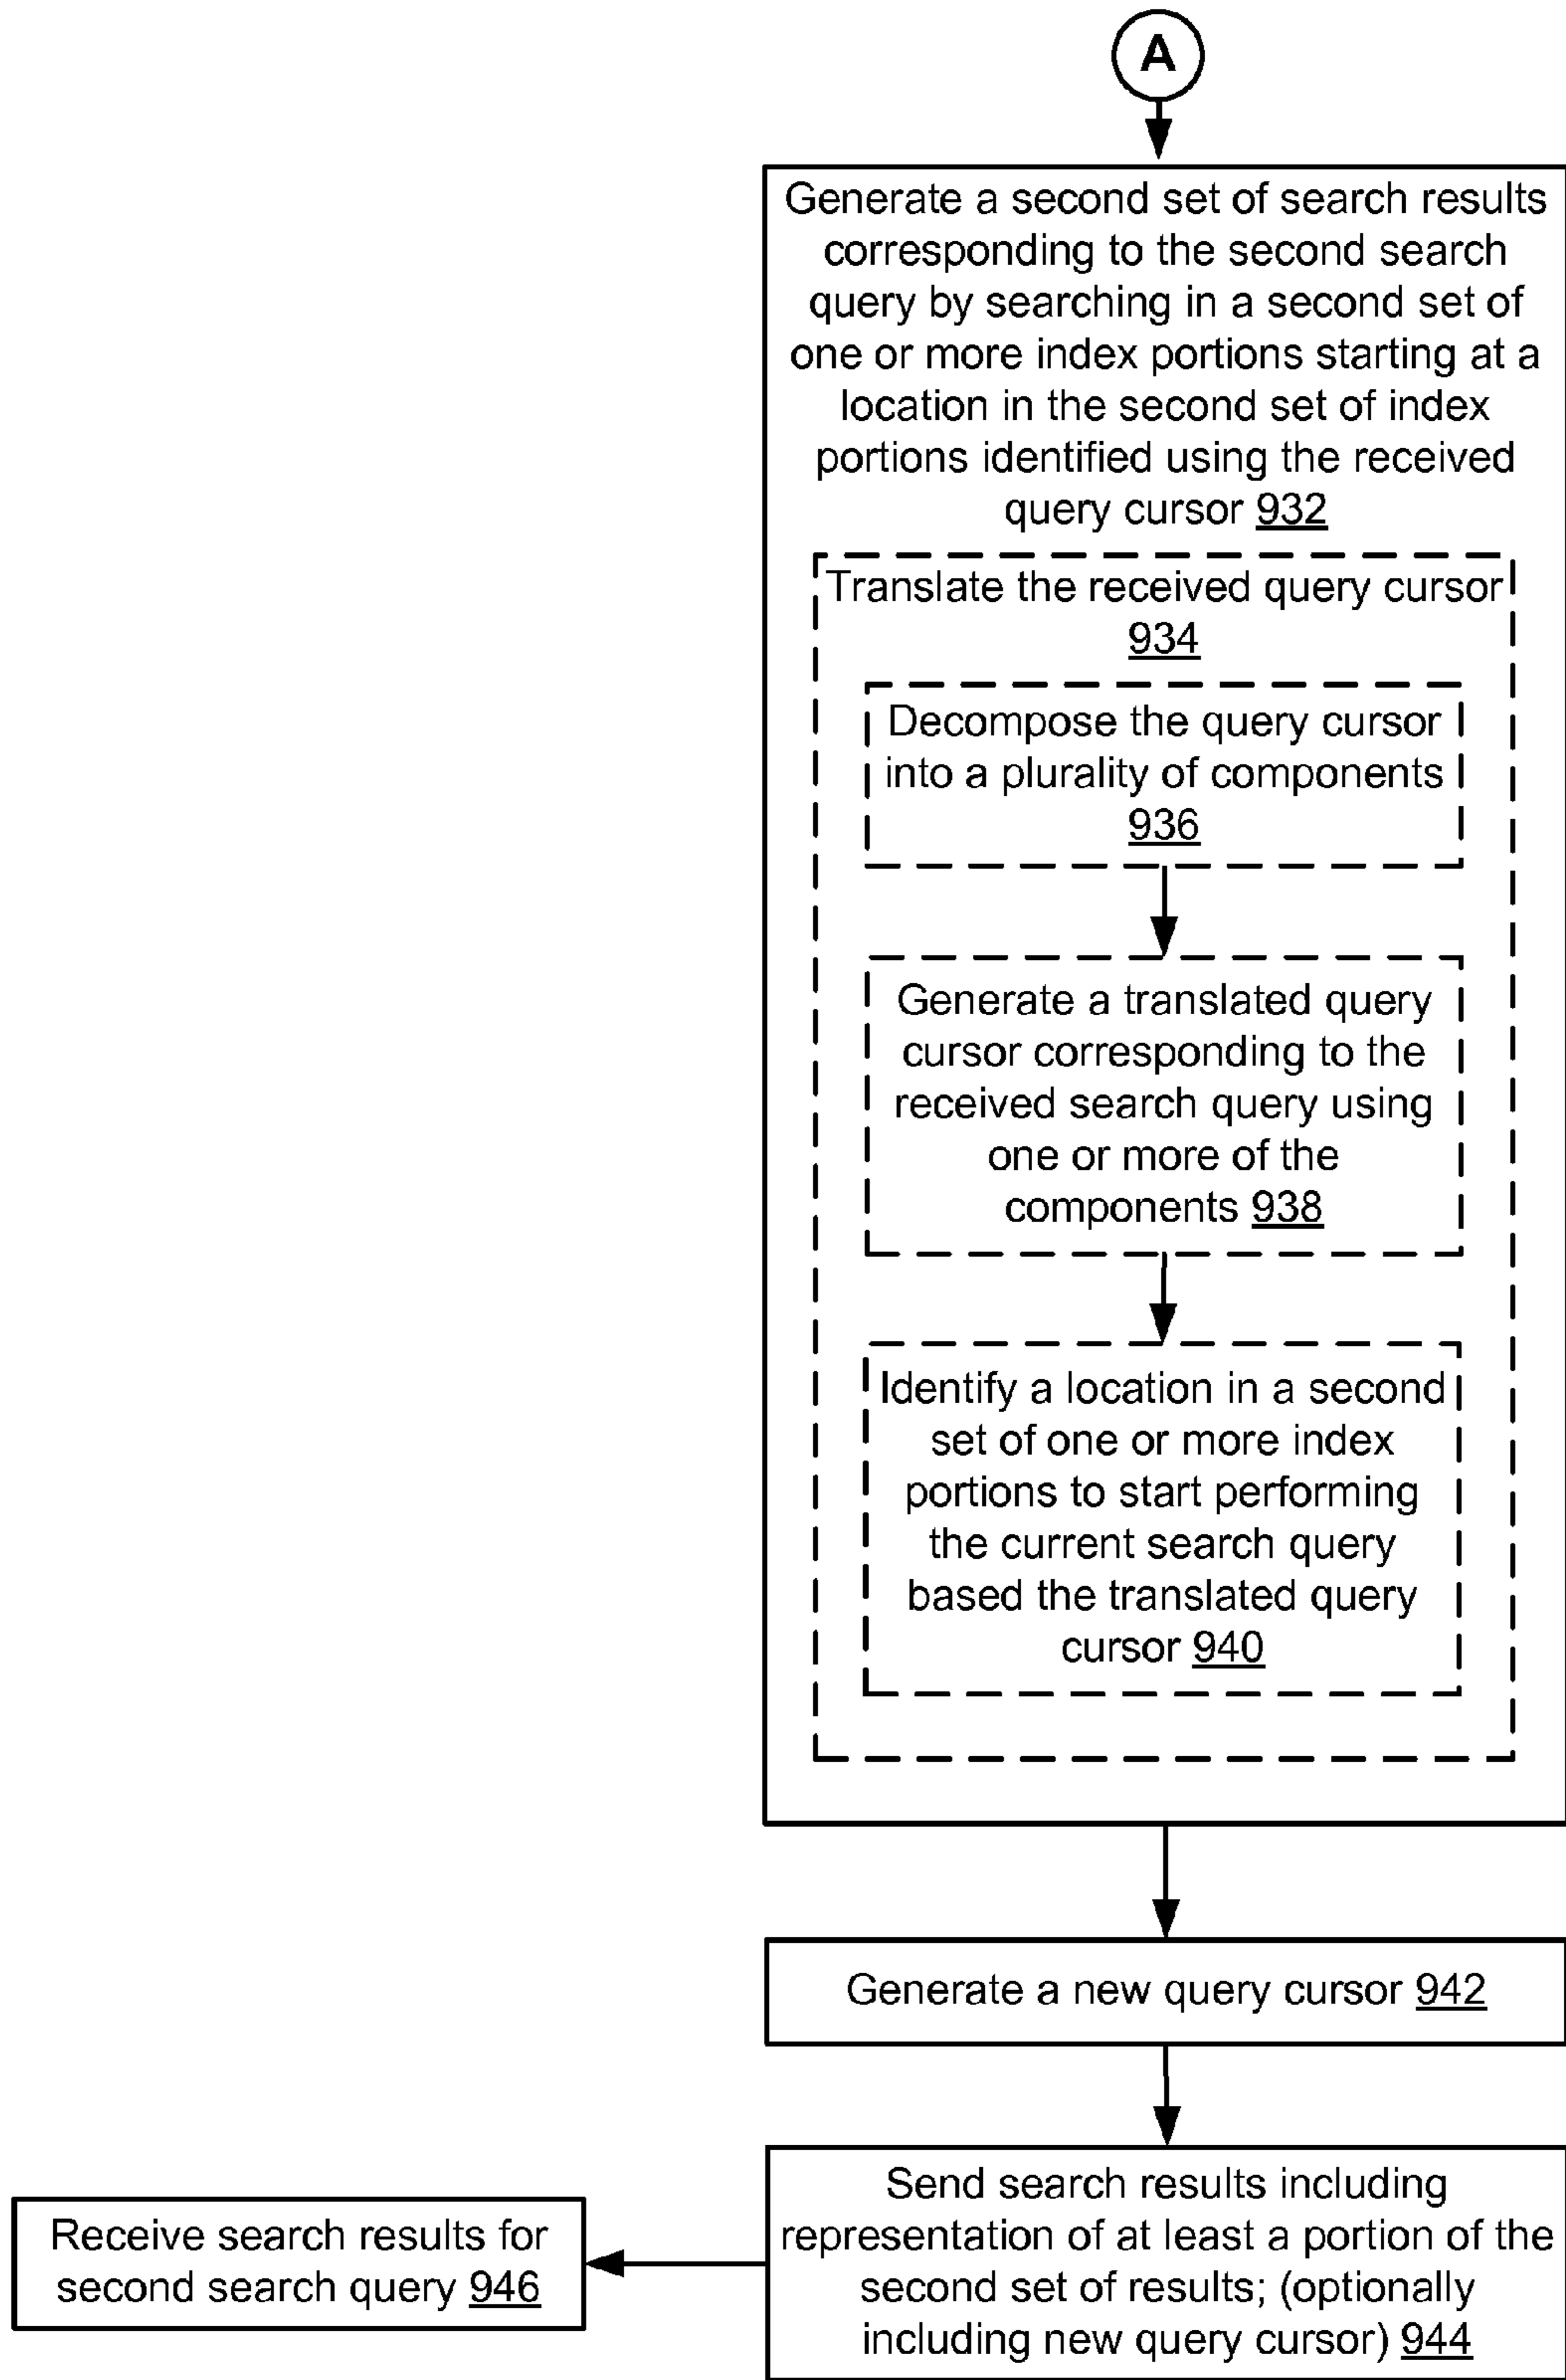 A
Generate a second set of search results
corresponding to the second search
query by searching in a second set of
one or more index portions starting at a
location in the second set of index
portions identified using the received
query cursor 932
Translate the received query cursor
934
Decompose the query cursor
into a plurality of components
936
Generate a translated query
cursor corresponding to the
received search query using
one or more of the
components 938
Identify a location in a second
set of one or more index
portions to start performing
the current search query
based the translated query
cursor 940
Generate a new query cursor 942
Send search results including
representation of at least a portion of the
second set of results; (optionally
including new query cursor) 944
Receive search results for
second search query 946